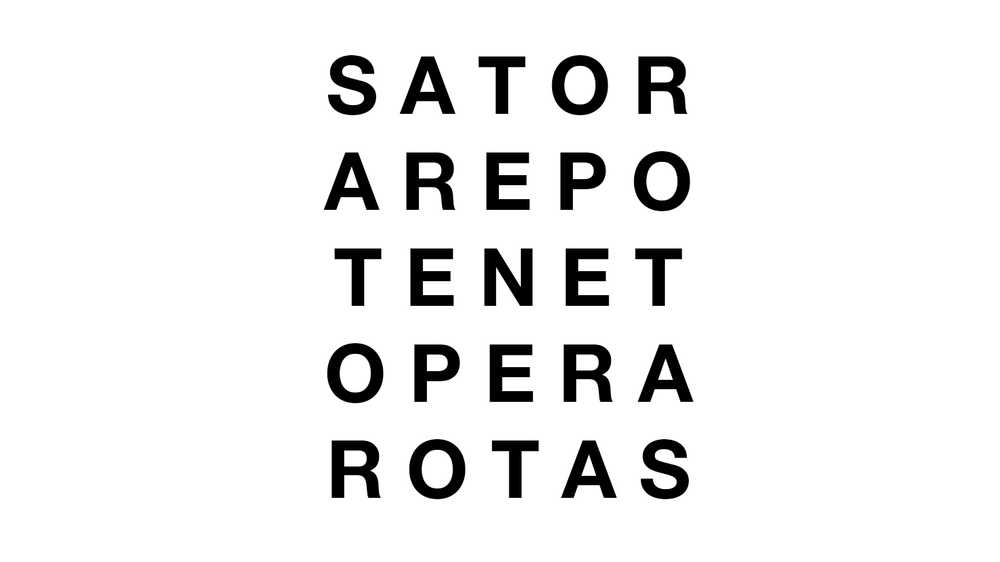 SATOR
AREPO
TENET
OPERA
ROTAS